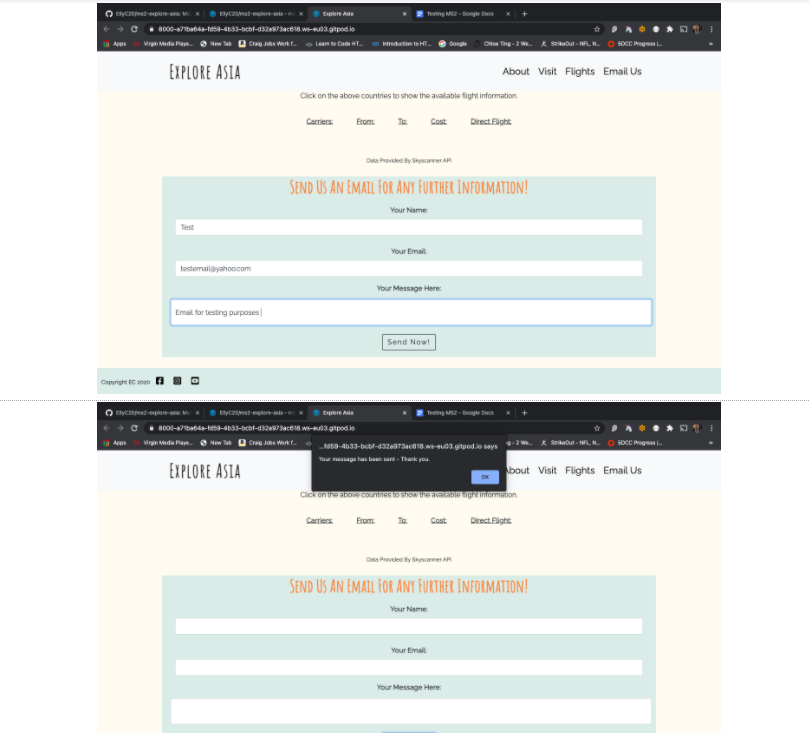 EllyC20/ms2-explore-asia: Mi
EllyC20/ms2-explore-asia - m
Explore Asia
Testing MS2 - Google Docs
8000-a71ba64a-fd59-4b33-bcbf-d32a973ac618.ws-eu03.gitpod.io
Apps Virgin Media Playe... New Tab Craig Jobs Work f... Learn to Code HT... Introduction to HT... Google Chloe Ting - 2 We... StrikeOut - NFL, N... 5DCC Progress |... »
Explore Asia
About Visit Flights Email Us
Click on the above countries to show the available flight information.
Carriers: From: To: Cost: Direct Flight:
Data Provided By Skyscanner API
Send Us An Email For Any Further Information!
Your Name:
Test
Your Email:
testemail@yahoo.com
Your Message Here:
Email for testing purposes
Send Now!
Copyright EC 2020
EllyC20/ms2-explore-asia: Mi
EllyC20/ms2-explore-asia - m
Explore Asia
Testing MS2 - Google Docs
8000-a71ba64a-fd59-4b33-bcbf-d32a973ac618.ws-eu03.gitpod.io
Apps Virgin Media Playe... New Tab Craig Jobs Work f... g - 2 We... StrikeOut - NFL, N... 5DCC Progress |... »
...fd59-4b33-bcbf-d32a973ac618.ws-eu03.gitpod.io says
Your message has been sent - Thank you.
OK
Explore Asia
About Visit Flights Email Us
Click on the above countries to show the available flight information.
Carriers: From: To: Cost: Direct Flight:
Data Provided By Skyscanner API
Send Us An Email For Any Further Information!
Your Name:
Your Email:
Your Message Here: